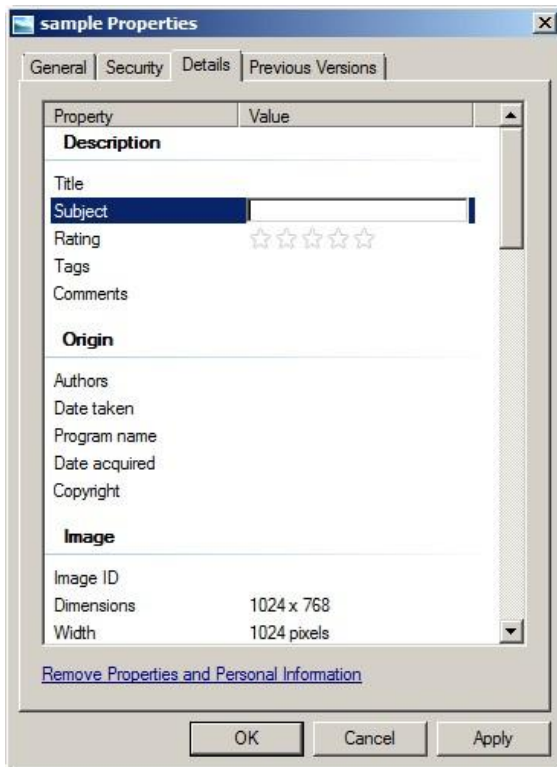 sample Properties
General Security Details Previous Versions
Property Value
Description
Title
Subject
Rating
Tags
Comments
Origin
Authors
Date taken
Program name
Date acquired
Copyright
Image
Image ID
Dimensions 1024 x 768
Width 1024 pixels
Remove Properties and Personal Information
OK Cancel Apply